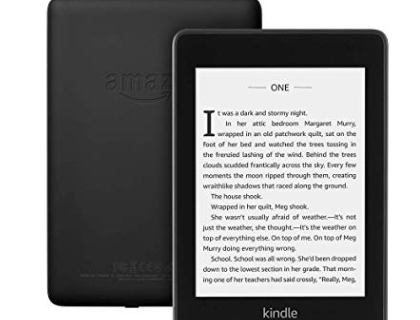 amaz
ONE
It was a dark and stormy night.
In her attic bedroom Margaret Murry,
wrapped in an old patchwork quilt, sat on the
foot of her bed and watched the trees tossing in
the frenzied lashing of the wind. Behind the trees
clouds scudded frantically across the sky. Every few
moments the moon ripped through them, creating
wraithlike shadows that raced along the ground.
The house shook.
Wrapped in her quilt, Meg shook.
She wasn't usually afraid of weather.—It's not
just the weather, she thought.—It's the weather on
top of everything else. On top of me. On top of Meg
Murry doing everything wrong.
School. School was all wrong. She'd been dropped
down to the lowest section in her grade. That morn-
ing one of her teachers had said crossly, “Really, Meg,
kindle